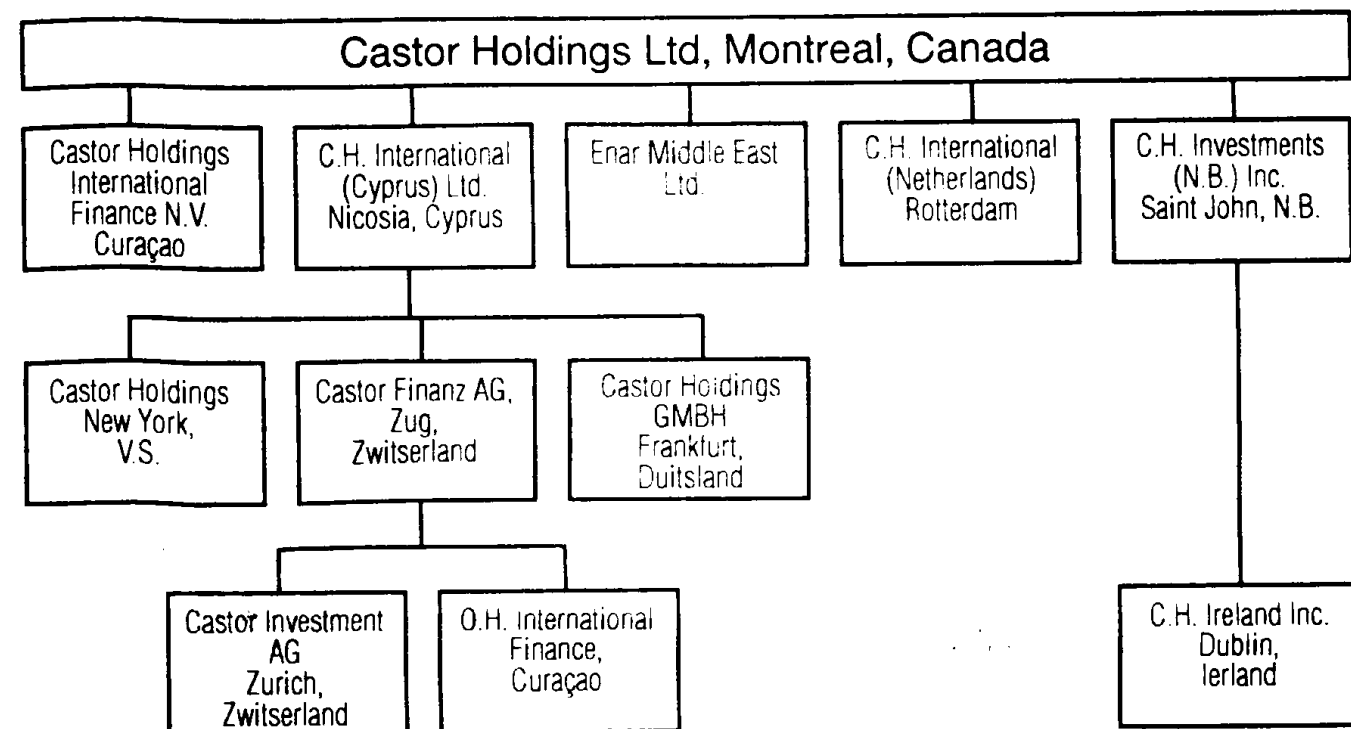 Castor Holdings Ltd, Montreal, Canada
Castor Holdings
International
Finance N.V.
Curaçao
C.H. International
(Cyprus) Ltd.
Nicosia, Cyprus
Enar Middle East
Ltd.
C.H. International
(Netherlands)
Rotterdam
C.H. Investments
(N.B.) Inc.
Saint John, N.B.
Castor Holdings
New York,
V.S.
Castor Finanz AG,
Zug,
Zwitserland
Castor Holdings
GMBH
Frankfurt,
Duitsland
Castor Investment
AG
Zurich,
Zwitserland
O.H. International
Finance,
Curaçao
C.H. Ireland Inc.
Dublin,
Ierland